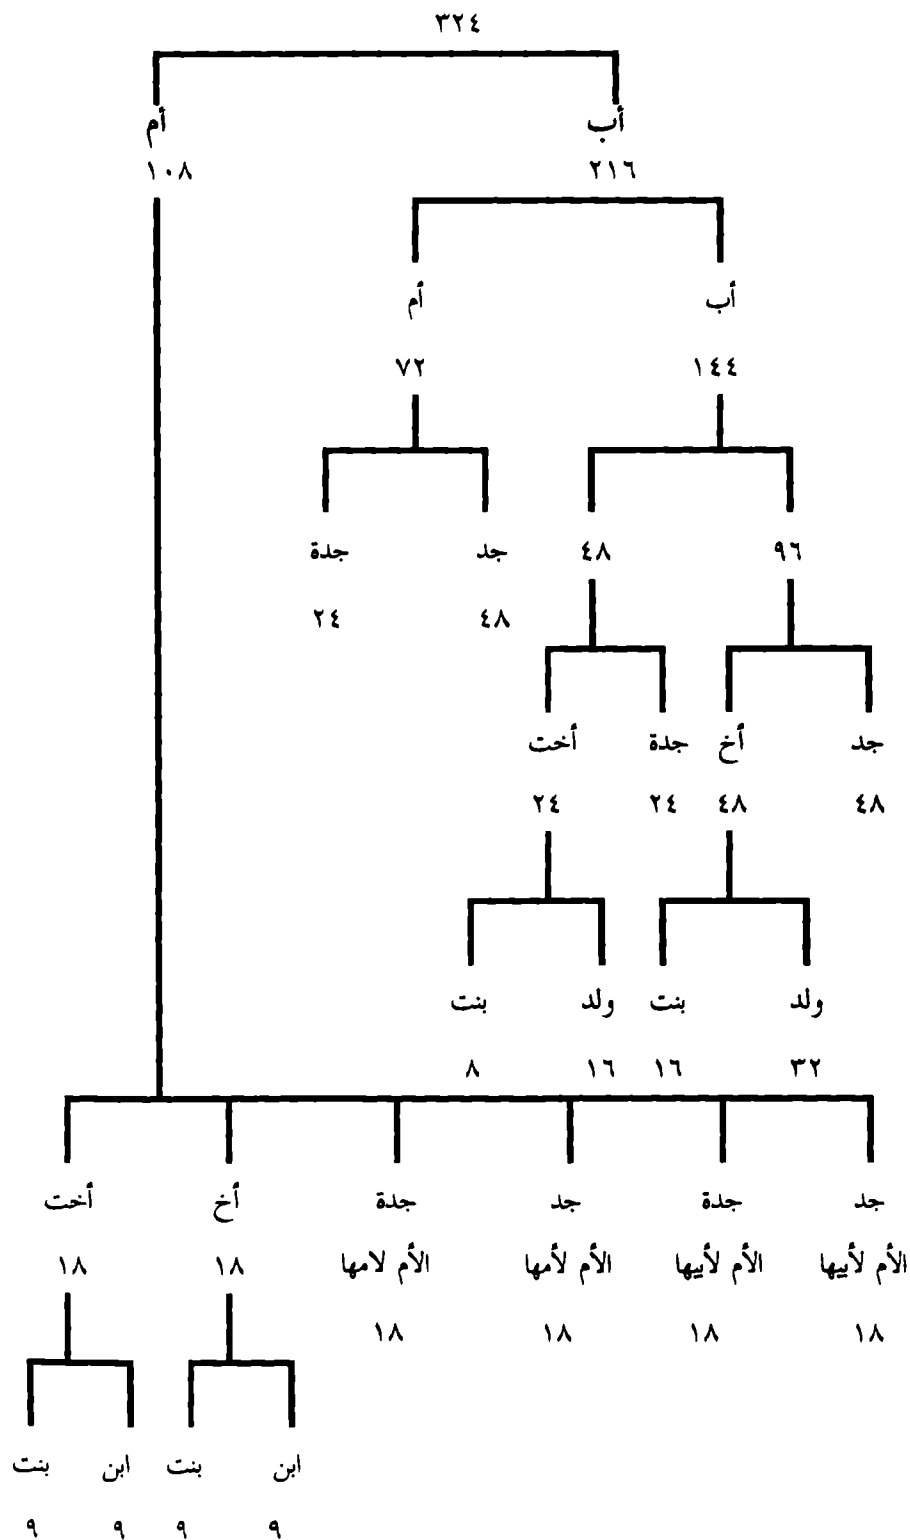 ٣٢٤
أب أم
٢١٦ ١٠٨
أب أم
١٤٤ ٧٢
٩٦ ٤٨ جد جدة
٤٨ ٢٤
جد أخ جدة أخت
٤٨ ٤٨ ٢٤ ٢٤
ولد بنت ولد بنت
٣٢ ١٦ ١٦ ٨
جد جدة جد جدة أخ أخت
الأم لأبيها الأم لأبيها الأم لأمها الأم لامها ١٨ ١٨
١٨ ١٨ ١٨ ١٨
ابن بنت ابن بنت
٩ ٩ ٩ ٩